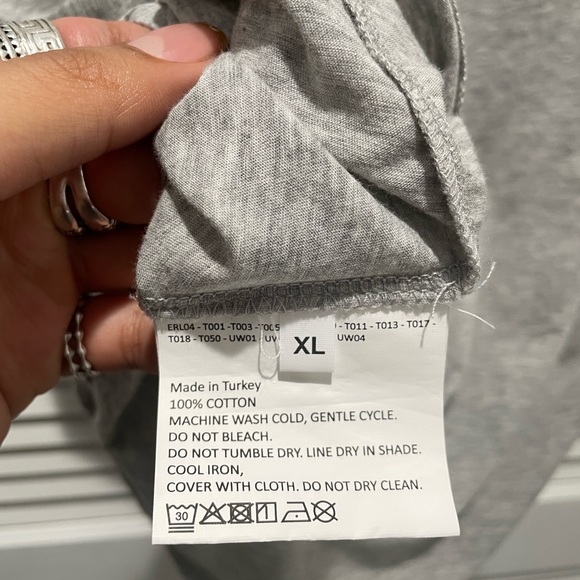 ERL04 - T001 -T003 - - T011 - T013 - T017 -
T018 - T050 - UW01 - UW04
XL
Made in Turkey
100% COTTON
MACHINE WASH COLD, GENTLE CYCLE.
DO NOT BLEACH.
DO NOT TUMBLE DRY. LINE DRY IN SHADE.
COOL IRON,
COVER WITH CLOTH. DO NOT DRY CLEAN.
30